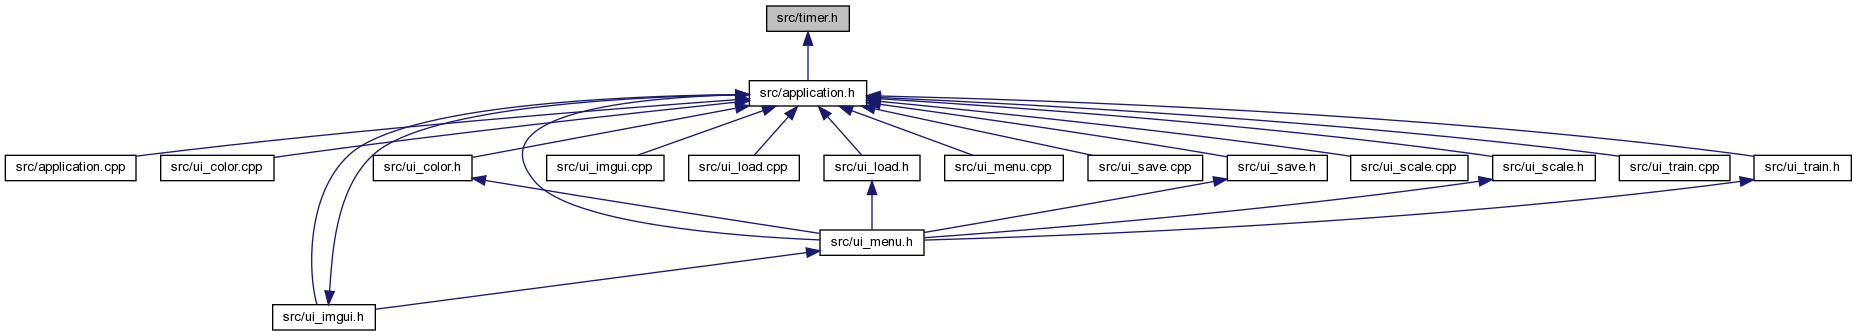 src/timer.h
src/application.h
src/application.cpp
src/ui_color.cpp
src/ui_color.h
src/ui_imgui.cpp
src/ui_load.cpp
src/ui_load.h
src/ui_menu.cpp
src/ui_save.cpp
src/ui_save.h
src/ui_scale.cpp
src/ui_scale.h
src/ui_train.cpp
src/ui_train.h
src/ui_menu.h
src/ui_imgui.h